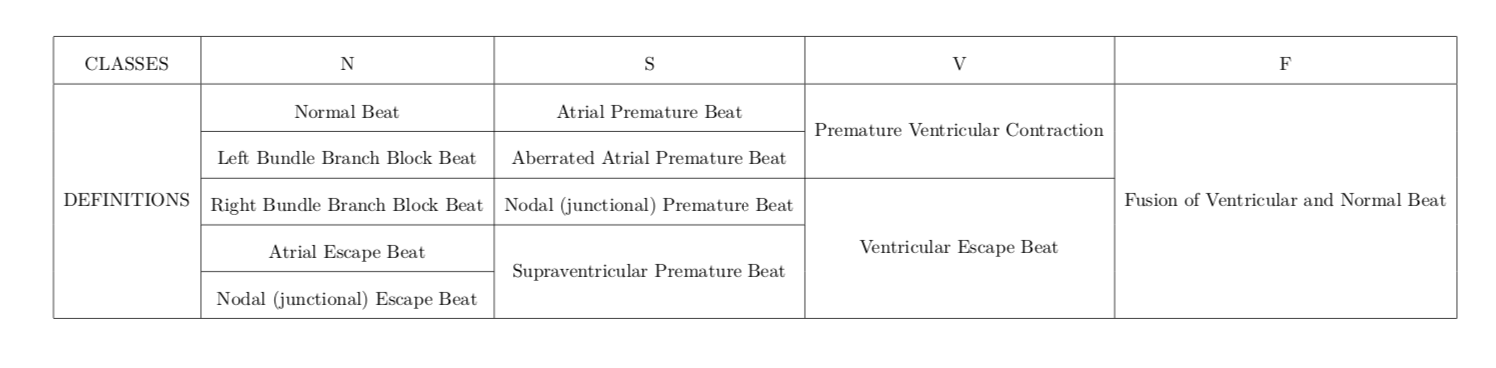 CLASSES N S V F
Normal Beat Atrial Premature Beat
Premature Ventricular Contraction
Left Bundle Branch Block Beat Aberrated Atrial Premature Beat
DEFINITIONS Right Bundle Branch Block Beat Nodal (junctional) Premature Beat Fusion of Ventricular and Normal Beat
Ventricular Escape Beat
Atrial Escape Beat
Supraventricular Premature Beat
Nodal (junctional) Escape Beat